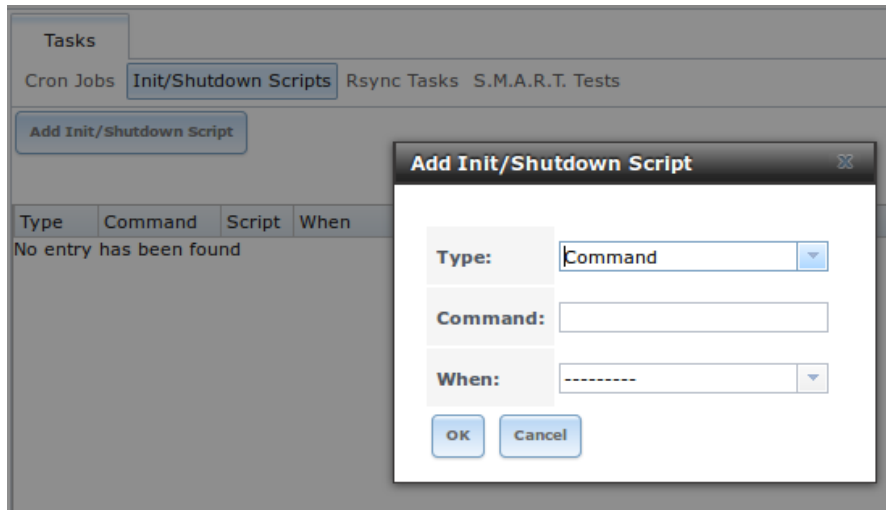 Tasks
Cron Jobs Init/Shutdown Scripts Rsync Tasks S.M.A.R.T. Tests
Add Init/Shutdown Script
Type Command Script When
No entry has been found
Add Init/Shutdown Script
Type: Command
Command:
When: ---------
OK Cancel